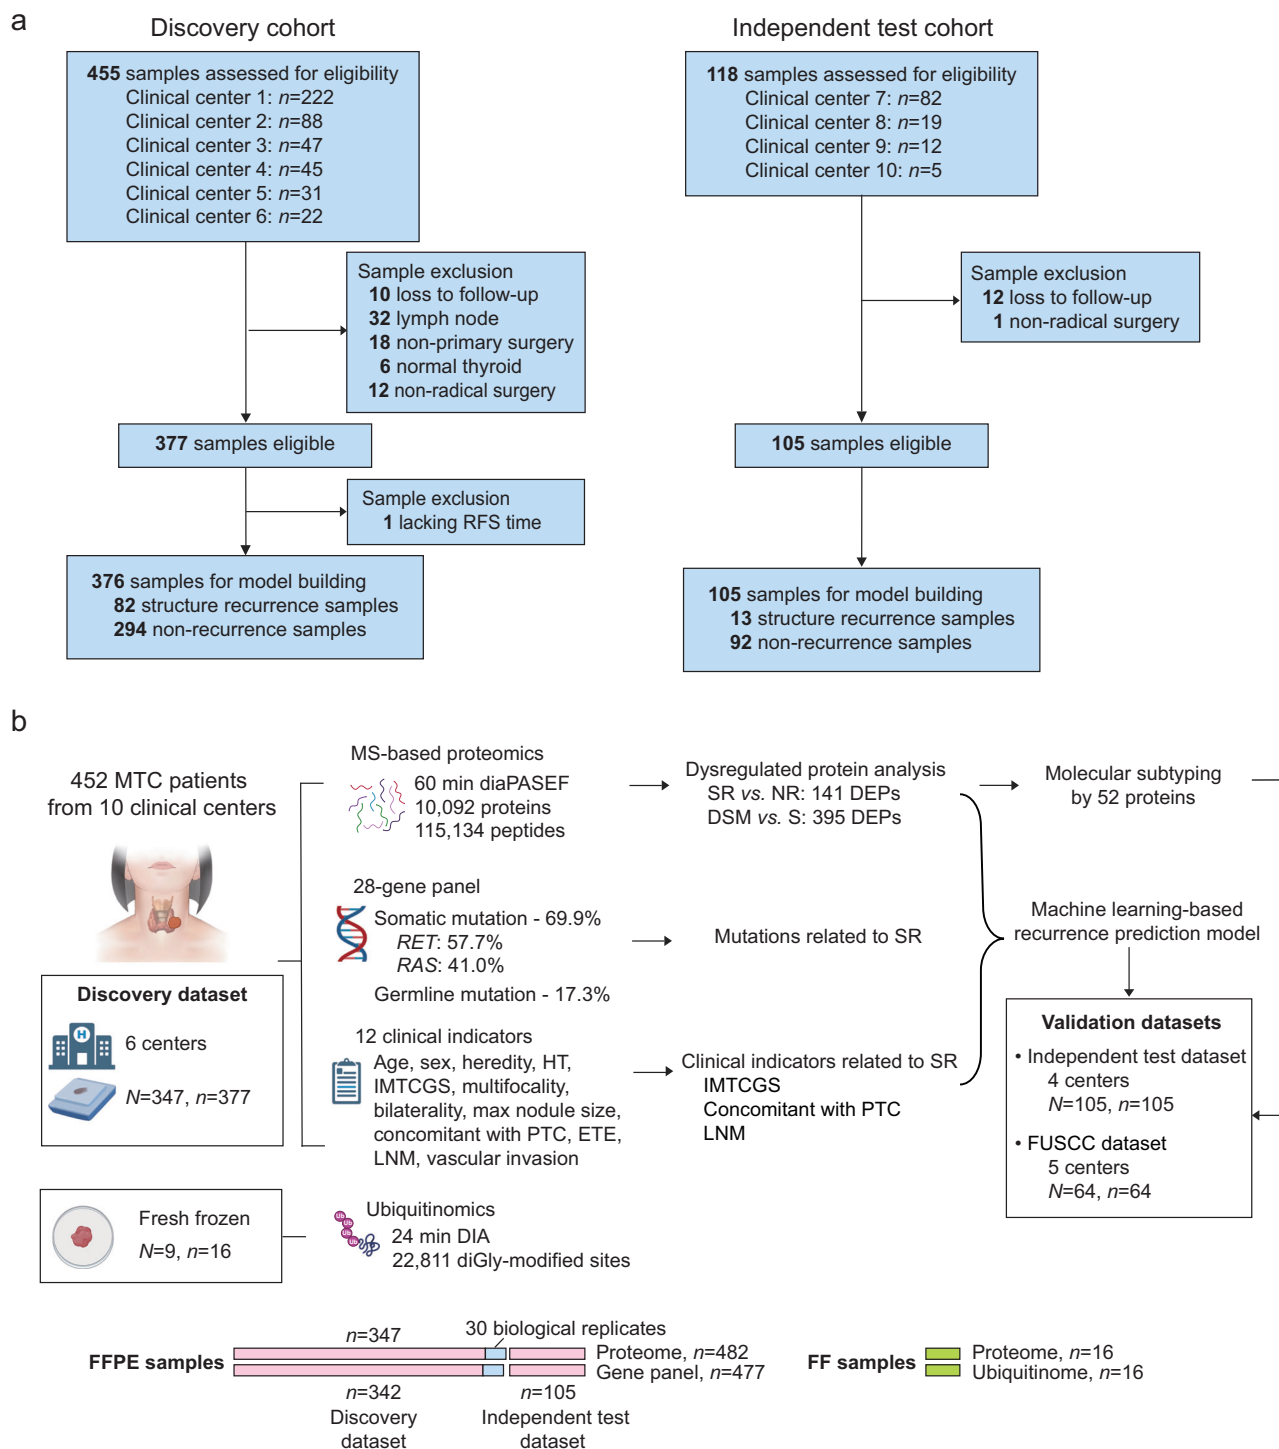 a
Discovery cohort
455 samples assessed for eligibility
Clinical center 1: n=222
Clinical center 2: n=88
Clinical center 3: n=47
Clinical center 4: n=45
Clinical center 5: n=31
Clinical center 6: n=22
Sample exclusion
10 loss to follow-up
32 lymph node
18 non-primary surgery
6 normal thyroid
12 non-radical surgery
377 samples eligible
Sample exclusion
1 lacking RFS time
376 samples for model building
82 structure recurrence samples
294 non-recurrence samples
Independent test cohort
118 samples assessed for eligibility
Clinical center 7: n=82
Clinical center 8: n=19
Clinical center 9: n=12
Clinical center 10: n=5
Sample exclusion
12 loss to follow-up
1 non-radical surgery
105 samples eligible
105 samples for model building
13 structure recurrence samples
92 non-recurrence samples
b
452 MTC patients
from 10 clinical centers
Discovery dataset
H
6 centers
N=347, n=377
MS-based proteomics
60 min diaPASEF
10,092 proteins
115,134 peptides
28-gene panel
Somatic mutation - 69.9%
RET: 57.7%
RAS: 41.0%
Germline mutation - 17.3%
12 clinical indicators
Age, sex, heredity, HT,
IMTCGS, multifocality,
bilaterality, max nodule size,
concomitant with PTC, ETE,
LNM, vascular invasion
Dysregulated protein analysis
SR vs. NR: 141 DEPs
DSM vs. S: 395 DEPs
Mutations related to SR
Clinical indicators related to SR
IMTCGS
Concomitant with PTC
LNM
Molecular subtyping
by 52 proteins
Machine learning-based
recurrence prediction model
Validation datasets
• Independent test dataset
4 centers
N=105, n=105
• FUSCC dataset
5 centers
N=64, n=64
Fresh frozen
N=9, n=16
Ub
Ub
Ub
Ub
Ubiquitinomics
24 min DIA
22,811 diGly-modified sites
n=347
30 biological replicates
FFPE samples
Proteome, n=482
Gene panel, n=477
n=342
Discovery
dataset
n=105
Independent test
dataset
FF samples
Proteome, n=16
Ubiquitinome, n=16